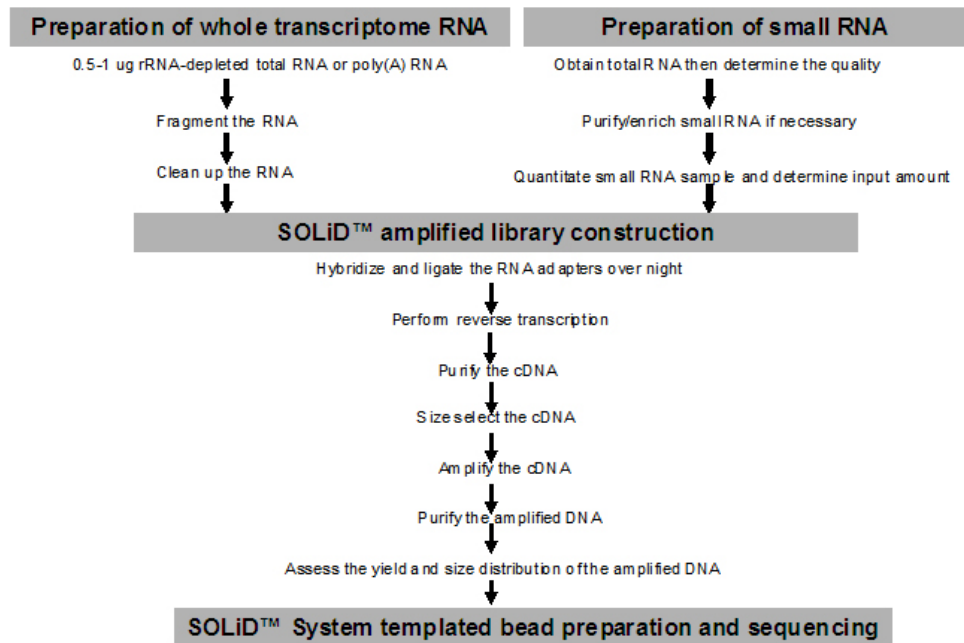 Preparation of whole transcriptome RNA
0.5-1 ug rRNA-depleted total RNA or poly(A) RNA
Fragment the RNA
Clean up the RNA
Preparation of small RNA
Obtain total RNA then determine the quality
Purify/enrich small RNA if necessary
Quantitate small RNA sample and determine input amount
SOLiD™ amplified library construction
Hybridize and ligate the RNA adapters over night
Perform reverse transcription
Purify the cDNA
Size select the cDNA
Amplify the cDNA
Purify the amplified DNA
Assess the yield and size distribution of the amplified DNA
SOLiD™ System templated bead preparation and sequencing